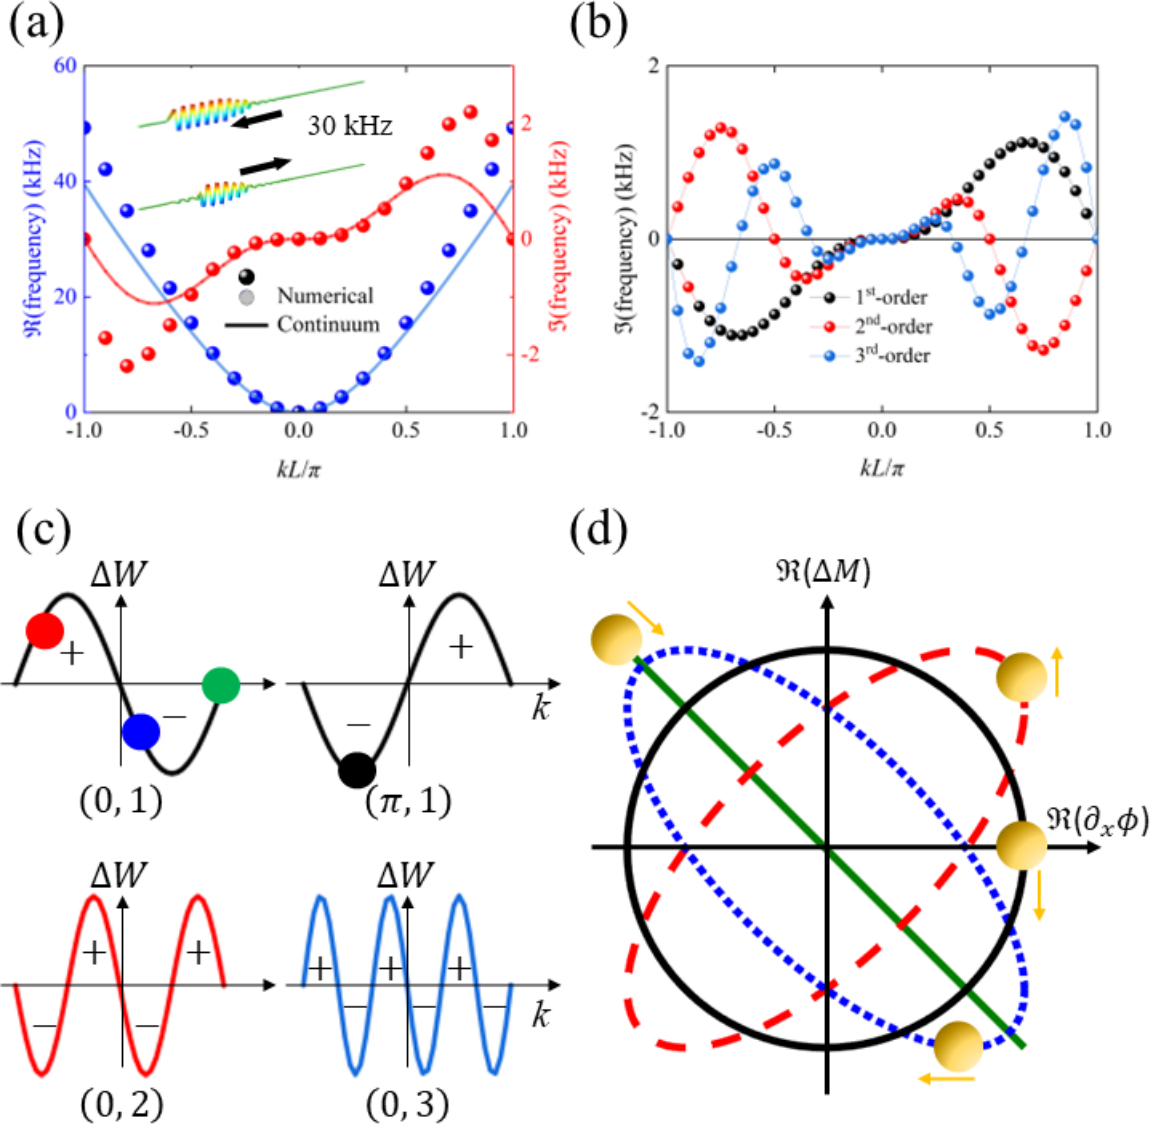 (a)
60
40
20
0
ℜ(frequency) (kHz)
30 kHz
Numerical
Continuum
2
0
-2
ℑ(frequency) (kHz)
-1.0 -0.5 0.0 0.5 1.0
kL/π
(b)
2
0
-2
ℑ(frequency) (kHz)
1st-order
2nd-order
3rd-order
-1.0 -0.5 0.0 0.5 1.0
kL/π
(c)
ΔW
+
−
(0, 1)
ΔW
+
−
k
(π, 1)
ΔW
+ +
− −
(0, 2)
ΔW
+ + +
− − −
k
(0, 3)
(d)
ℜ(ΔM)
ℜ(∂ₓϕ)